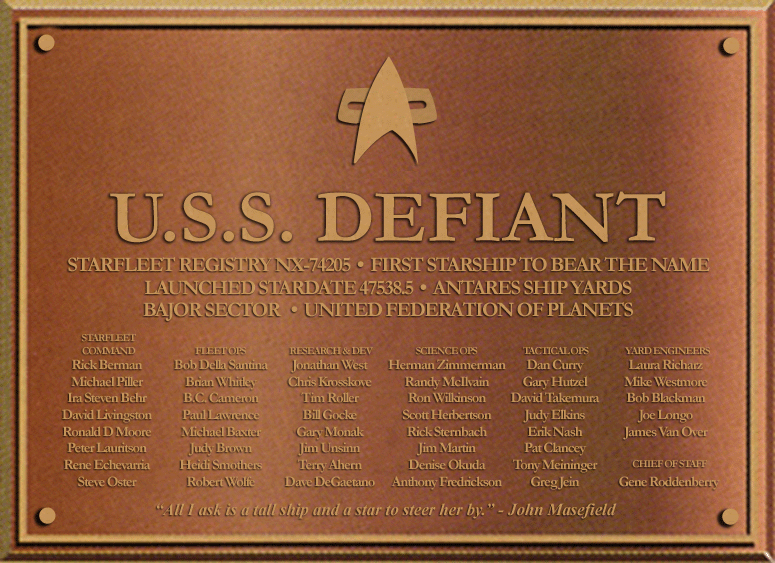 U.S.S. DEFIANT
STARFLEET REGISTRY NX-74205 • FIRST STARSHIP TO BEAR THE NAME
LAUNCHED STARDATE 47538.5 • ANTARES SHIP YARDS
BAJOR SECTOR • UNITED FEDERATION OF PLANETS
STARFLEET
COMMAND
Rick Berman
Michael Piller
Ira Steven Behr
David Livingston
Ronald D Moore
Peter Lauritson
Rene Echevarria
Steve Oster
FLEET OPS
Bob Della Santina
Brian Whitley
B.C. Cameron
Paul Lawrence
Michael Baxter
Judy Brown
Heidi Smothers
Robert Wolfe
RESEARCH & DEV
Jonathan West
Chris Krosskove
Tim Roller
Bill Gocke
Gary Monak
Jim Unsinn
Terry Ahern
Dave DeGaetano
SCIENCE OPS
Herman Zimmerman
Randy McIlvain
Ron Wilkinson
Scott Herbertson
Rick Sternbach
Jim Martin
Denise Okuda
Anthony Fredrickson
TACTICAL OPS
Dan Curry
Gary Hutzel
David Takemura
Judy Elkins
Erik Nash
Pat Clancey
Tony Meininger
Greg Jein
YARD ENGINEERS
Laura Richarz
Mike Westmore
Bob Blackman
Joe Longo
James Van Over
CHIEF OF STAFF
Gene Roddenberry
"All I ask is a tall ship and a star to steer her by." - John Masefield